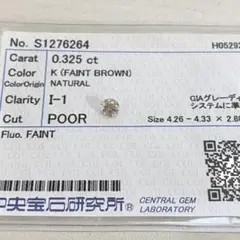 No. S1276264 H0529
Carat 0.325 ct
Color K (FAINT BROWN)
ColorOrigin NATURAL
Clarity I-1
GIAグレーディ
システムに準
Cut POOR
Size 4.26 - 4.33 × 2.8
Fluo. FAINT
中央宝石研究所®
CENTRAL GEM
LABORATORY